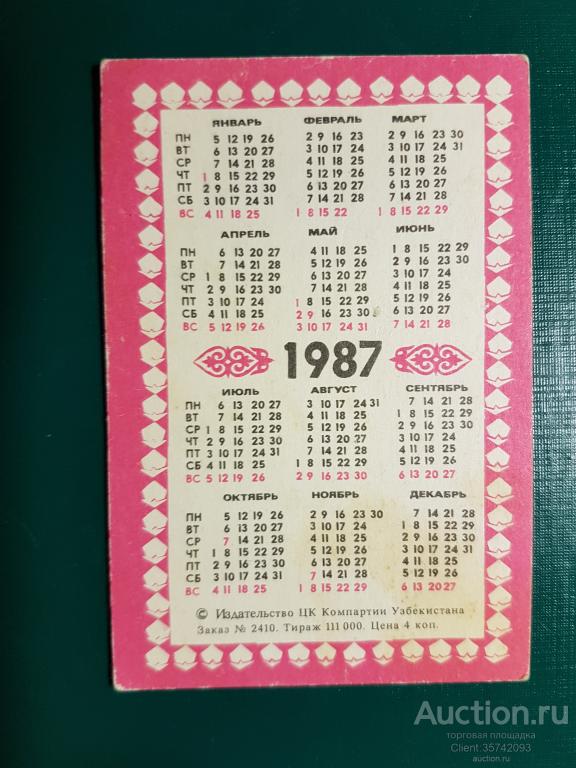 ЯНВАРЬ ФЕВРАЛЬ МАРТ
ПН 5 12 19 26 2 9 16 23 2 9 16 23 30
ВТ 6 13 20 27 3 10 17 24 3 10 17 24 31
СР 7 14 21 28 4 11 18 25 4 11 18 25
ЧТ 1 8 15 22 29 5 12 19 26 5 12 19 26
ПТ 2 9 16 23 30 6 13 20 27 6 13 20 27
СБ 3 10 17 24 31 7 14 21 28 7 14 21 28
ВС 4 11 18 25 1 8 15 22 1 8 15 22 29
АПРЕЛЬ МАЙ ИЮНЬ
ПН 6 13 20 27 4 11 18 25 1 8 15 22 29
ВТ 7 14 21 28 5 12 19 26 2 9 16 23 30
СР 1 8 15 22 29 6 13 20 27 3 10 17 24
ЧТ 2 9 16 23 30 7 14 21 28 4 11 18 25
ПТ 3 10 17 24 1 8 15 22 29 5 12 19 26
СБ 4 11 18 25 2 9 16 23 30 6 13 20 27
ВС 5 12 19 26 3 10 17 24 31 7 14 21 28
1987
ИЮЛЬ АВГУСТ СЕНТЯБРЬ
ПН 6 13 20 27 3 10 17 24 31 7 14 21 28
ВТ 7 14 21 28 4 11 18 25 1 8 15 22 29
СР 1 8 15 22 29 5 12 19 26 2 9 16 23 30
ЧТ 2 9 16 23 30 6 13 20 27 3 10 17 24
ПТ 3 10 17 24 31 7 14 21 28 4 11 18 25
СБ 4 11 18 25 1 8 15 22 29 5 12 19 26
ВС 5 12 19 26 2 9 16 23 30 6 13 20 27
ОКТЯБРЬ НОЯБРЬ ДЕКАБРЬ
ПН 5 12 19 26 2 9 16 23 30 7 14 21 28
ВТ 6 13 20 27 3 10 17 24 1 8 15 22 29
СР 7 14 21 28 4 11 18 25 2 9 16 23 30
ЧТ 1 8 15 22 29 5 12 19 26 3 10 17 24 31
ПТ 2 9 16 23 30 6 13 20 27 4 11 18 25
СБ 3 10 17 24 31 7 14 21 28 5 12 19 26
ВС 4 11 18 25 1 8 15 22 29 6 13 20 27
© Издательство ЦК Компартии Узбекистана
Заказ № 2410. Тираж 111 000. Цена 4 коп.
Auction.ru
торговая площадка
Client:35742093
auction.ru